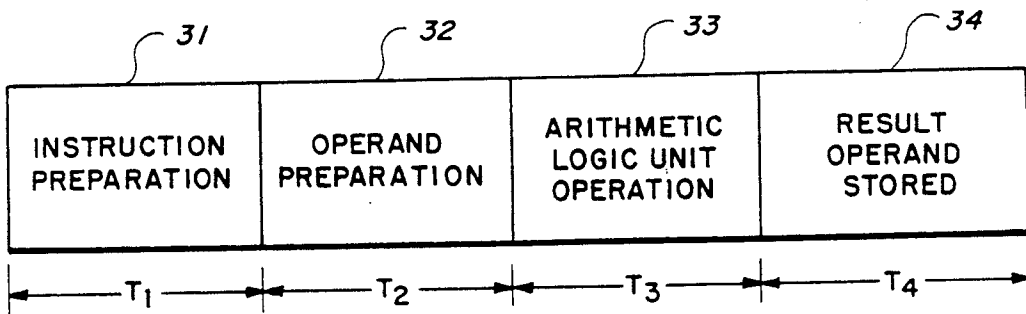 31 32 33 34
INSTRUCTION
PREPARATION
OPERAND
PREPARATION
ARITHMETIC
LOGIC UNIT
OPERATION
RESULT
OPERAND
STORED
T1 T2 T3 T4